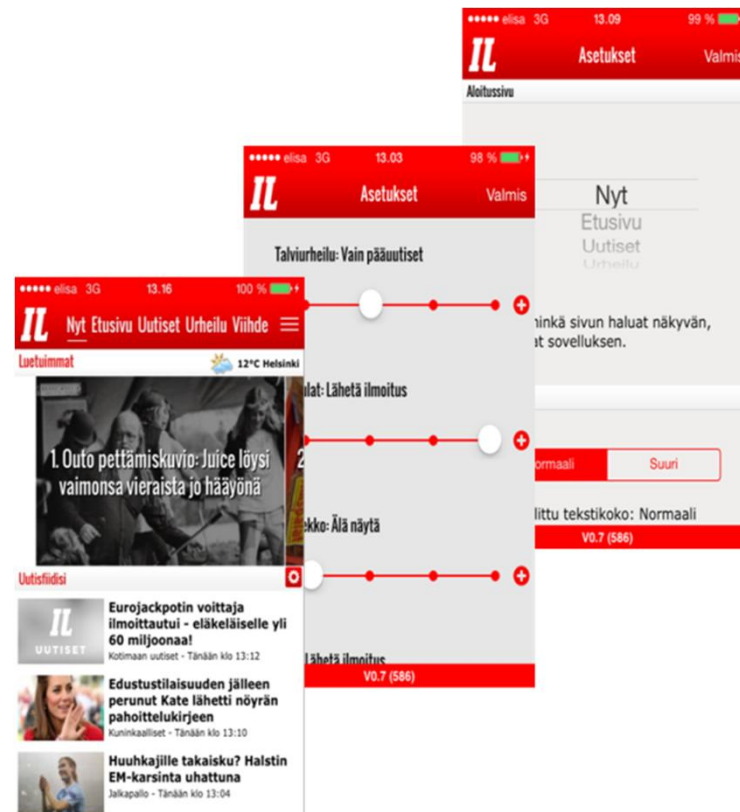 elisa 3G 13.09 99 %
IL Asetukset Valmis
Aloitussivu
Nyt
Etusivu
Uutiset
Urheilu
minkä sivun haluat näkyvän,
at sovelluksen.
ormaali Suuri
littu tekstikoko: Normaali
V0.7 (586)
elisa 3G 13.03 98 %
IL Asetukset Valmis
Talviurheilu: Vain pääuutiset
ulat: Lähetä ilmoitus
ekko: Älä näytä
Lähetä ilmoitus
V0.7 (586)
elisa 3G 13.16 100 %
IL Nyt Etusivu Uutiset Urheilu Viihde
Luetuimmat 12°C Helsinki
1. Outo pettämiskuvio: Juice löysi
vaimonsa vieraista jo hääyönä
2
Uutisfiidisi
IL
UUTISET
Eurojackpotin voittaja
ilmoittautui - eläkeläiselle yli
60 miljoonaa!
Kotimaan uutiset - Tänään klo 13:12
Edustustilaisuuden jälleen
perunut Kate lähetti nöyrän
pahoittelukirjeen
Kuninkaalliset - Tänään klo 13:10
Huuhkajille takaisku? Halstin
EM-karsinta uhattuna
Jalkapallo - Tänään klo 13:04